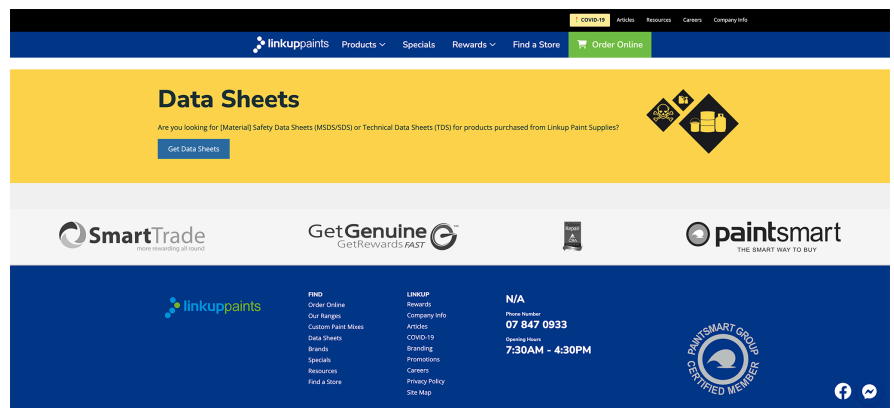 ! COVID-19 Articles Resources Careers Company Info
linkuppaints Products Specials Rewards Find a Store Order Online
Data Sheets
Are you looking for [Material] Safety Data Sheets (MSDS/SDS) or Technical Data Sheets (TDS) for products purchased from Linkup Paint Supplies?
Get Data Sheets
SmartTrade
more rewarding all round
GetGenuine
GetRewards FAST
Repair
paintsmart
THE SMART WAY TO BUY
linkuppaints
FIND
Order Online
Our Ranges
Custom Paint Mixes
Data Sheets
Brands
Specials
Resources
Find a Store
LINKUP
Rewards
Company Info
Articles
COVID-19
Branding
Promotions
Careers
Privacy Policy
Site Map
N/A
Phone Number
07 847 0933
Opening Hours
7:30AM - 4:30PM
PAINTSMART GROUP
CERTIFIED MEMBER